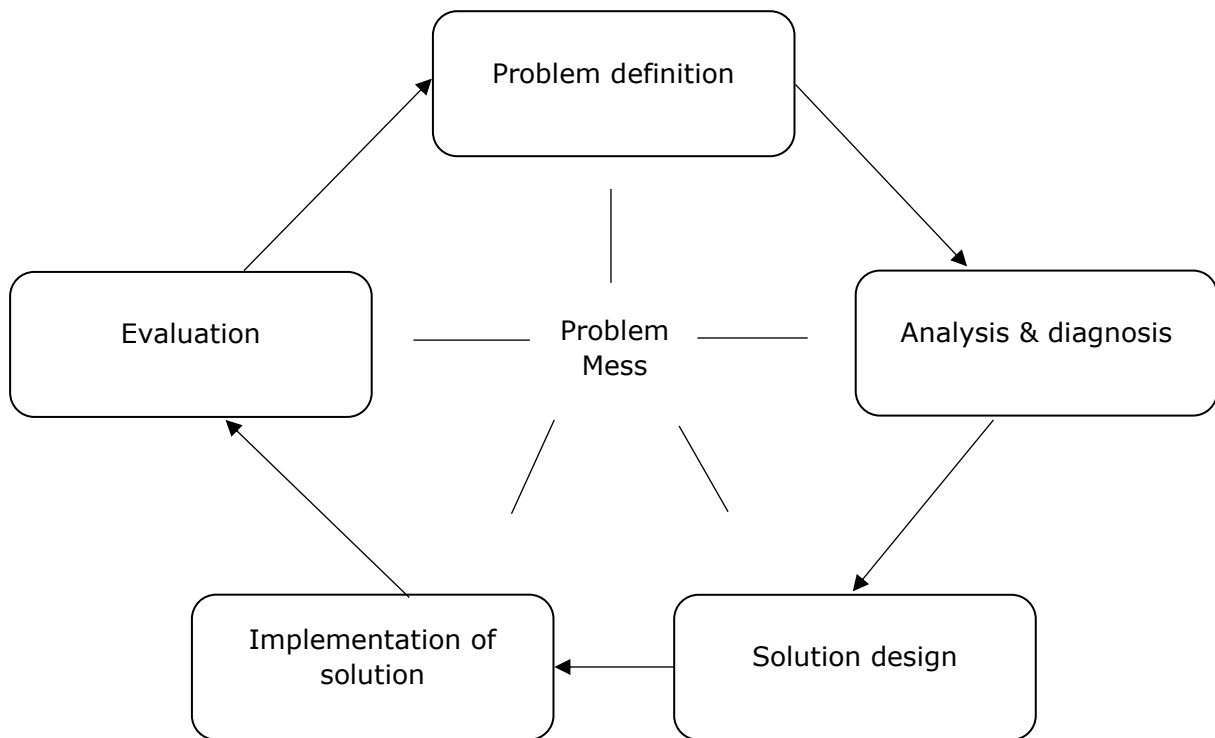 Problem definition
Evaluation
Problem
Mess
Analysis & diagnosis
Implementation of
solution
Solution design